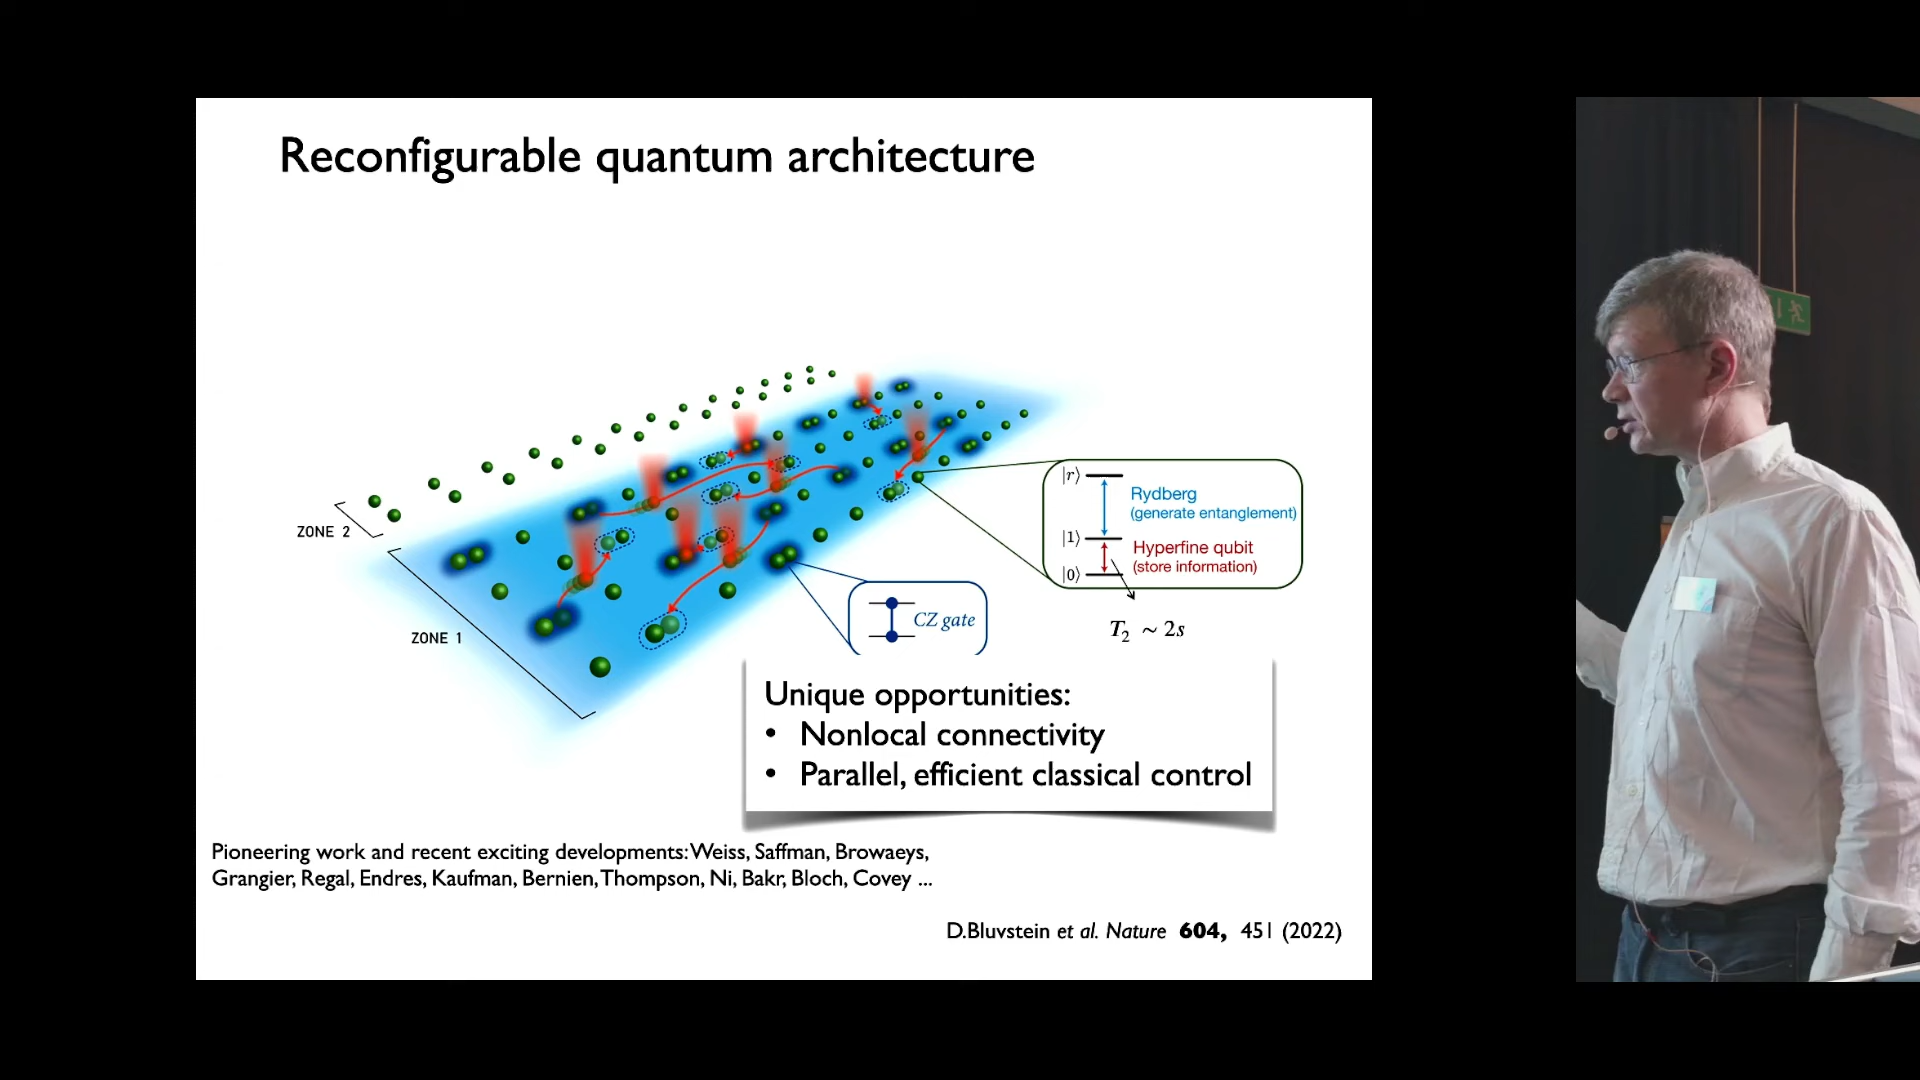 Reconfigurable quantum architecture
ZONE 2
ZONE 1
|r⟩
Rydberg
(generate entanglement)
|1⟩
Hyperfine qubit
(store information)
|0⟩
T₂ ~ 2s
CZ gate
Unique opportunities:
• Nonlocal connectivity
• Parallel, efficient classical control
Pioneering work and recent exciting developments: Weiss, Saffman, Browaeys,
Grangier, Regal, Endres, Kaufman, Bernien, Thompson, Ni, Bakr, Bloch, Covey ...
D.Bluvstein et al. Nature 604, 451 (2022)